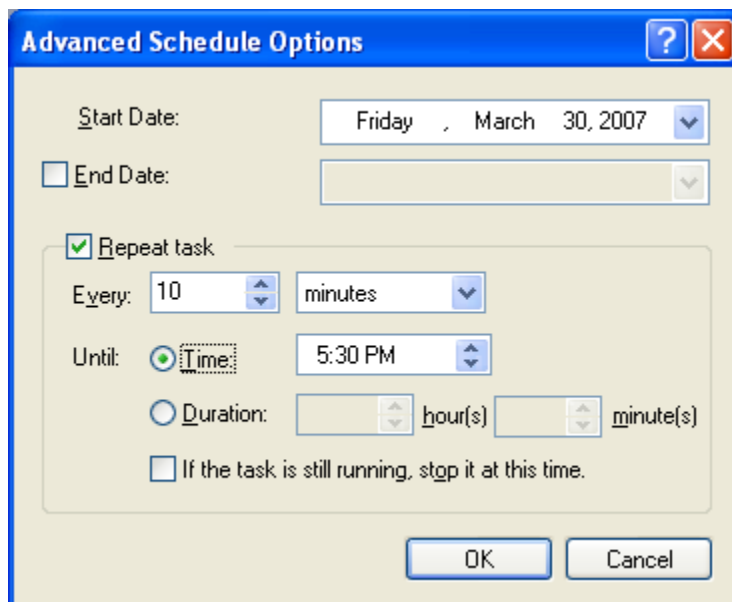 Advanced Schedule Options
Start Date: Friday , March 30, 2007
End Date:
Repeat task
Every: 10 minutes
Until: Time: 5:30 PM
Duration: hour(s) minute(s)
If the task is still running, stop it at this time.
OK Cancel